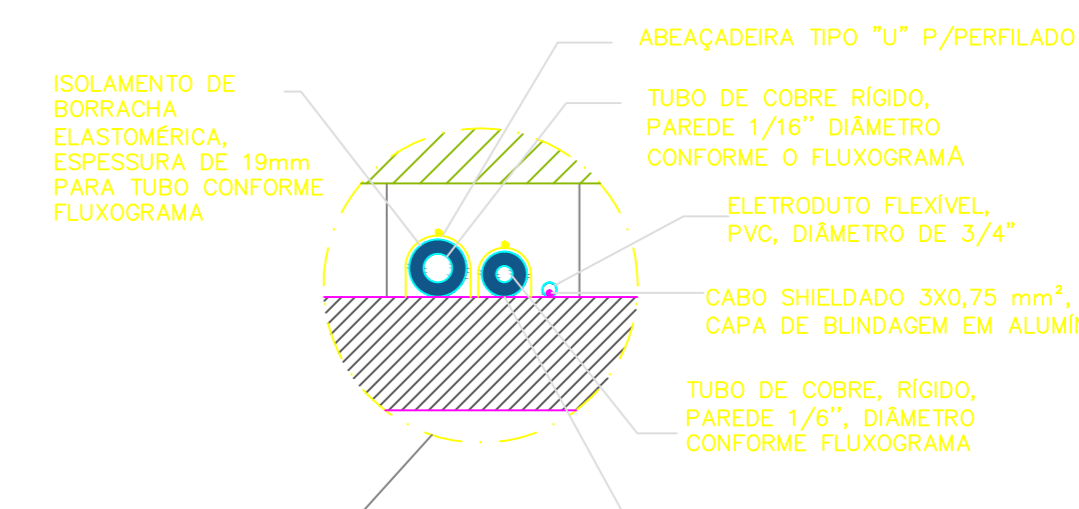 ABEAÇADEIRA TIPO "U" P/PERFILADO
ISOLAMENTO DE
BORRACHA
ELASTOMÉRICA,
ESPESSURA DE 19mm
PARA TUBO CONFORME
FLUXOGRAMA
TUBO DE COBRE RÍGIDO,
PAREDE 1/16'' DIÂMETRO
CONFORME O FLUXOGRAMA
ELETRODUTO FLEXÍVEL,
PVC, DIÂMETRO DE 3/4"
CABO SHIELDADO 3X0,75 mm²,
CAPA DE BLINDAGEM EM
TUBO DE COBRE, RÍGIDO,
PAREDE 1/6'', DIÂMETRO
CONFORME FLUXOGRAMA